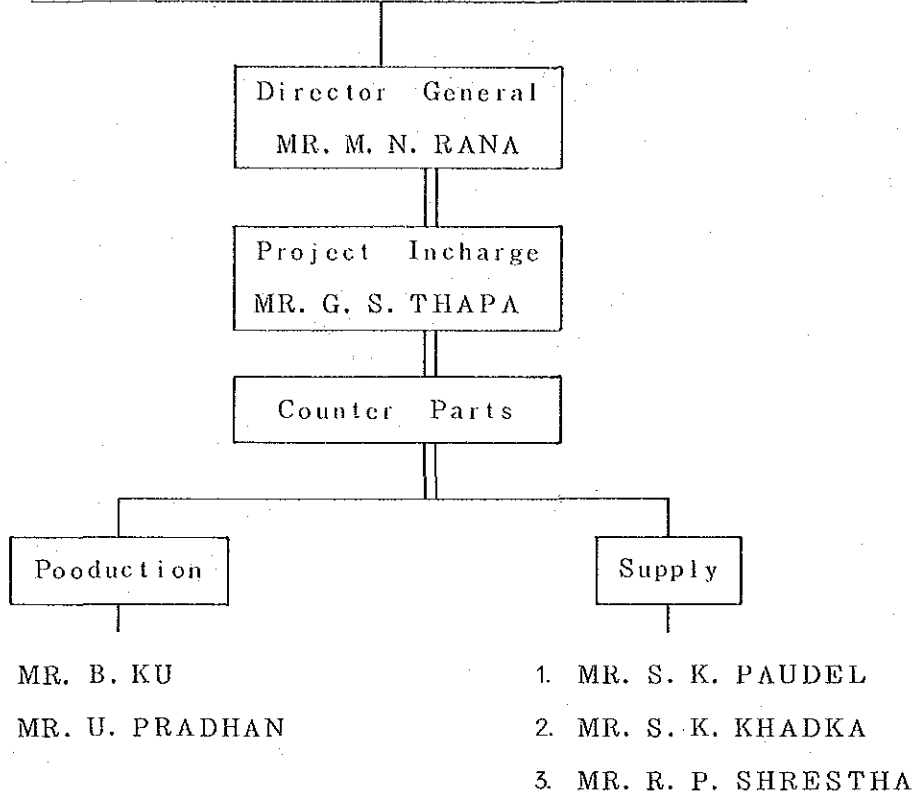 Director General
MR. M. N. RANA
Project Incharge
MR. G. S. THAPA
Counter Parts
Pooduction
Supply
MR. B. KU
MR. U. PRADHAN
1. MR. S. K. PAUDEL
2. MR. S. K. KHADKA
3. MR. R. P. SHRESTHA